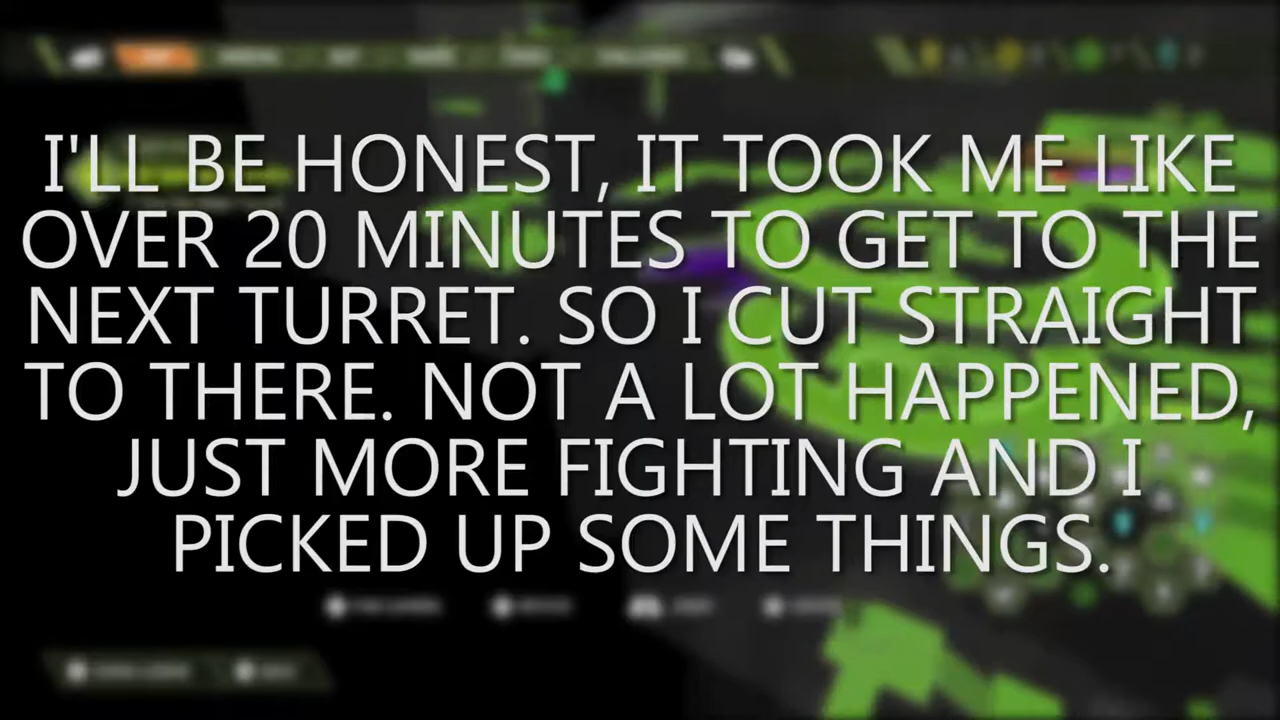 I'LL BE HONEST, IT TOOK ME LIKE
OVER 20 MINUTES TO GET TO THE
NEXT TURRET. SO I CUT STRAIGHT
TO THERE. NOT A LOT HAPPENED,
JUST MORE FIGHTING AND I
PICKED UP SOME THINGS.